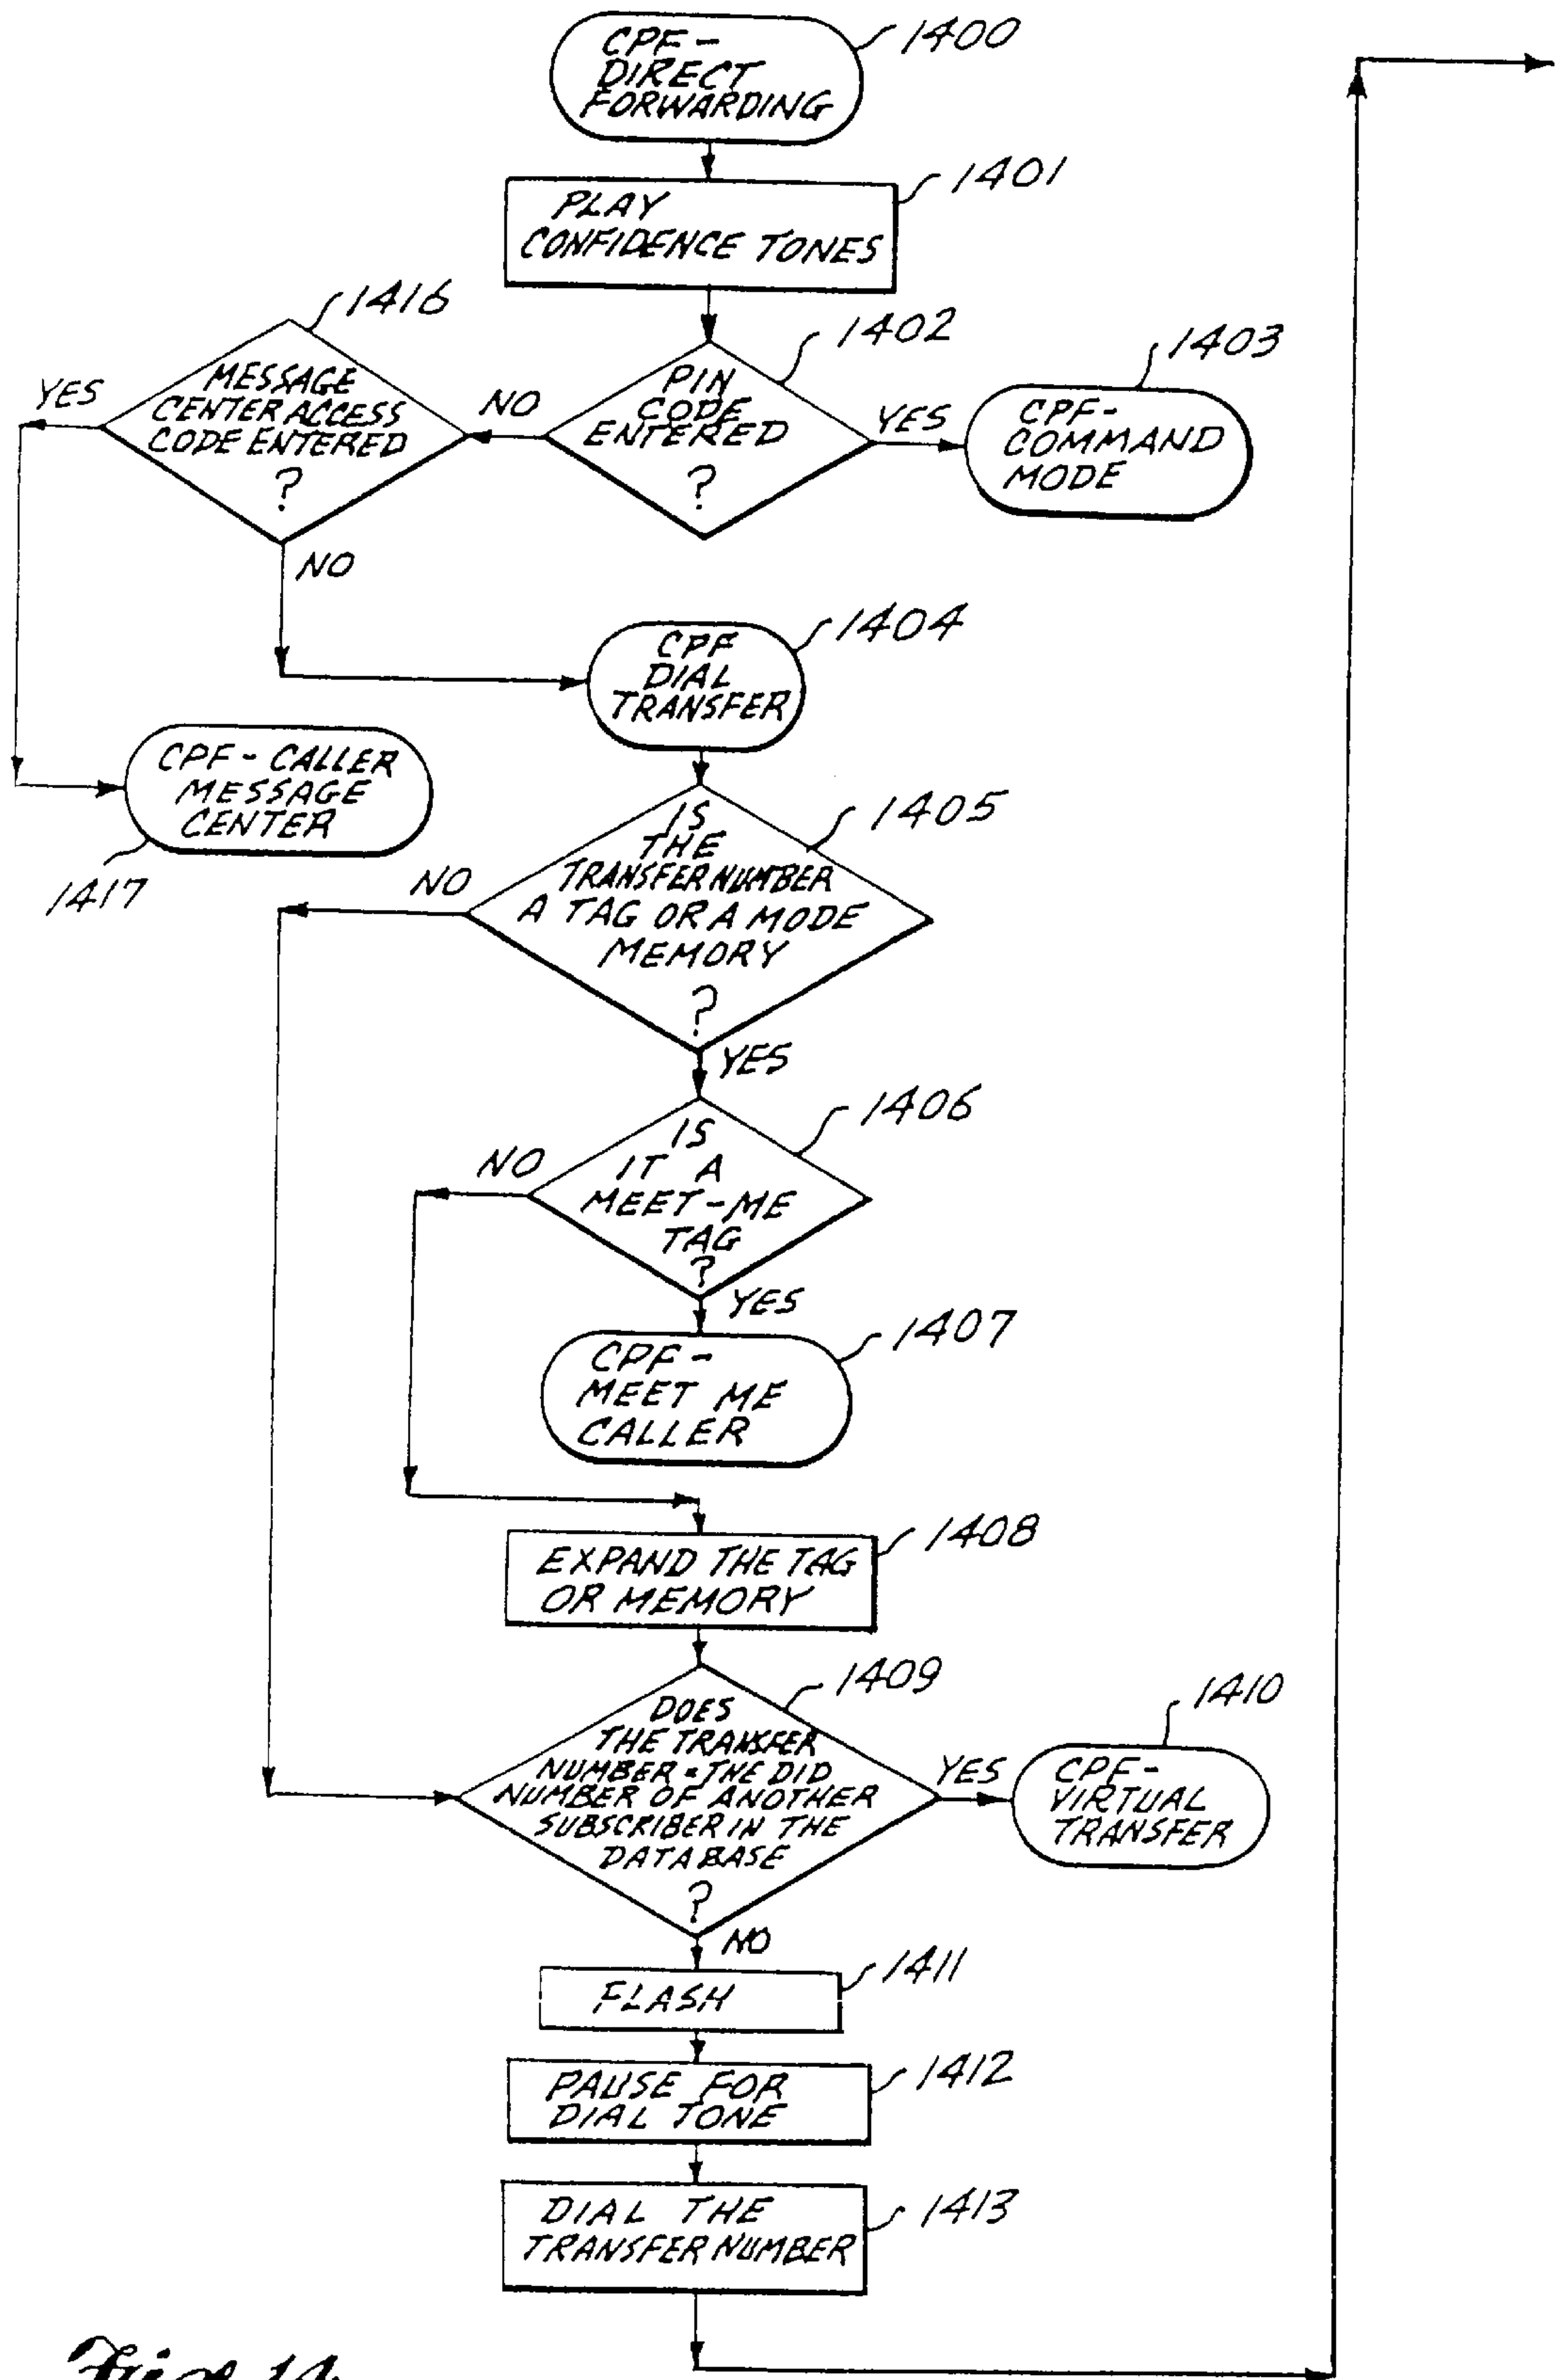 CPF-
DIRECT
FORWARDING
1400
PLAY
CONFIDENCE TONES
1401
PIN
CODE
ENTERED
?
1402
YES
CPF-
COMMAND
MODE
1403
NO
MESSAGE
CENTER ACCESS
CODE ENTERED
?
1416
YES
NO
CPF
DIAL
TRANSFER
1404
CPF - CALLER
MESSAGE
CENTER
1417
IS
THE
TRANSFER NUMBER
A TAG OR A MODE
MEMORY
?
1405
NO
YES
IS
IT A
MEET-ME
TAG
?
1406
NO
YES
CPF-
MEET ME
CALLER
1407
EXPAND THE TAG
OR MEMORY
1408
DOES
THE TRANSFER
NUMBER = THE DID
NUMBER OF ANOTHER
SUBSCRIBER IN THE
DATABASE
?
1409
YES
CPF-
VIRTUAL
TRANSFER
1410
NO
FLASH
1411
PAUSE FOR
DIAL TONE
1412
DIAL THE
TRANSFER NUMBER
1413
Fig. 14